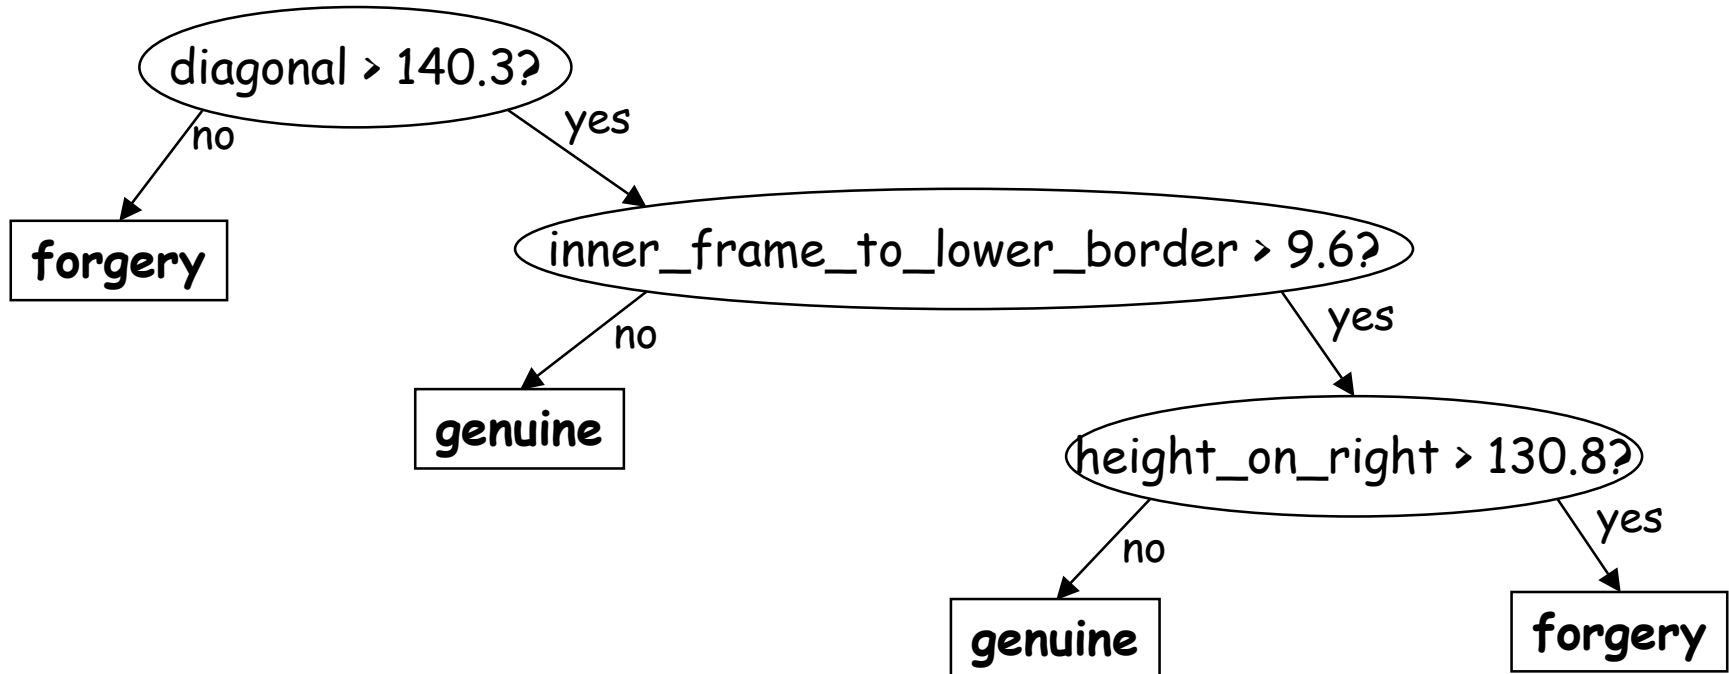 diagonal > 140.3?
no
yes
forgery
inner_frame_to_lower_border > 9.6?
no
yes
genuine
height_on_right > 130.8?
no
yes
genuine
forgery